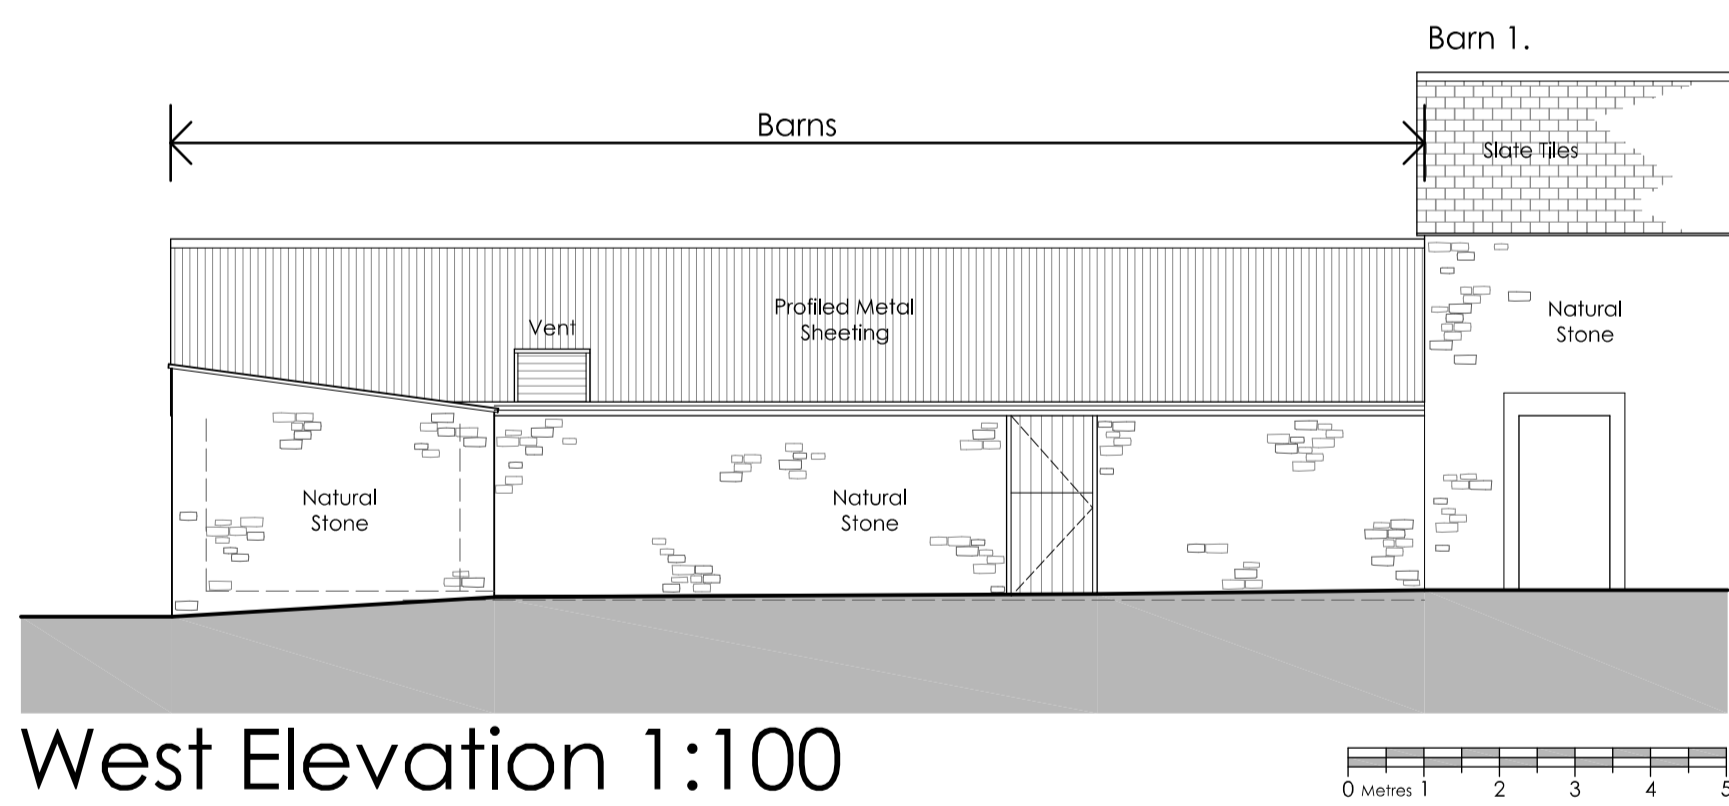 Barn 1.
Barns
Slate Tiles
Vent
Profiled Metal
Sheeting
Natural
Stone
Natural
Stone
Natural
Stone
West Elevation 1:100
0 Metres 1 2 3 4 5